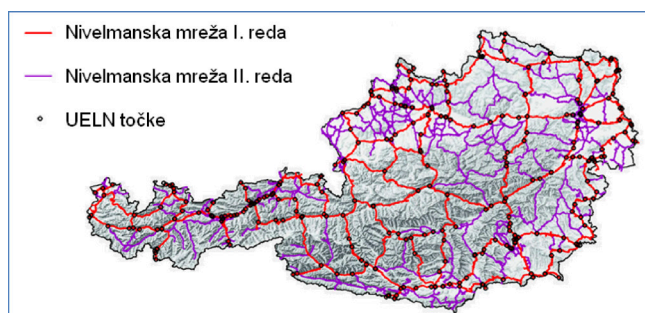 Nivelmanska mreža I. reda
Nivelmanska mreža II. reda
UELN točke